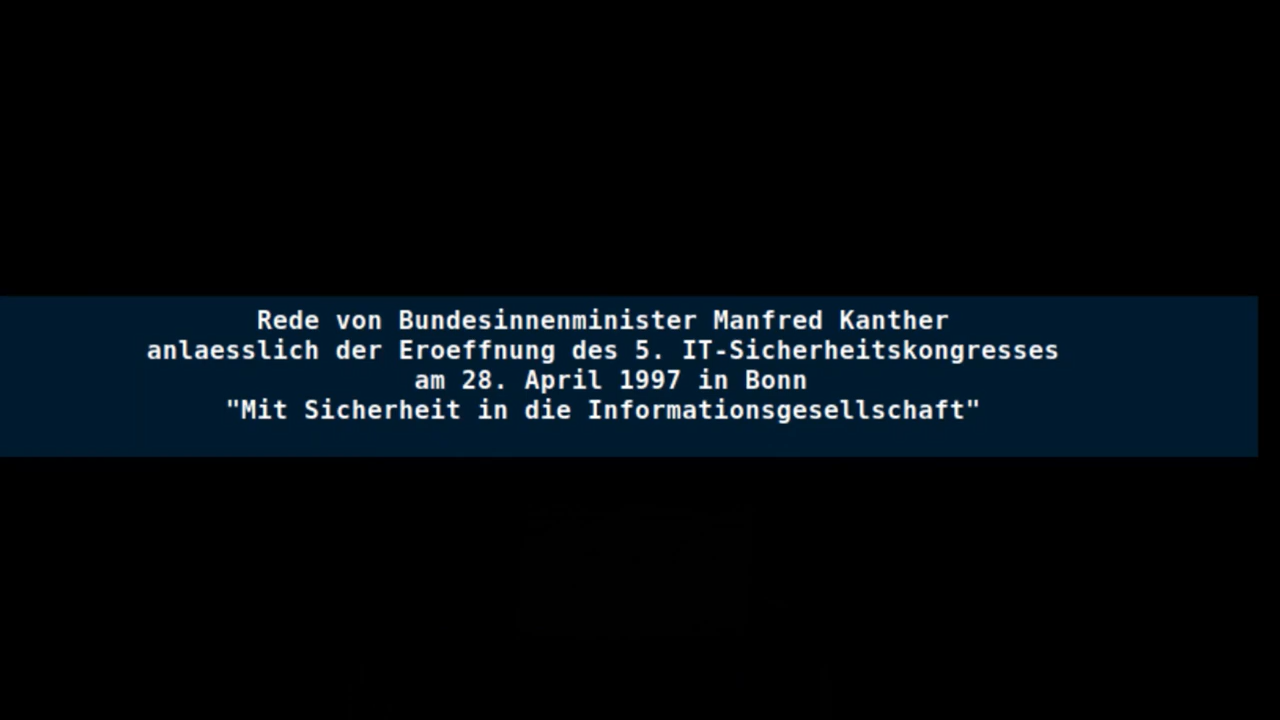 Rede von Bundesinnenminister Manfred Kanther
anlaesslich der Eroeffnung des 5. IT-Sicherheitskongresses
am 28. April 1997 in Bonn
"Mit Sicherheit in die Informationsgesellschaft"